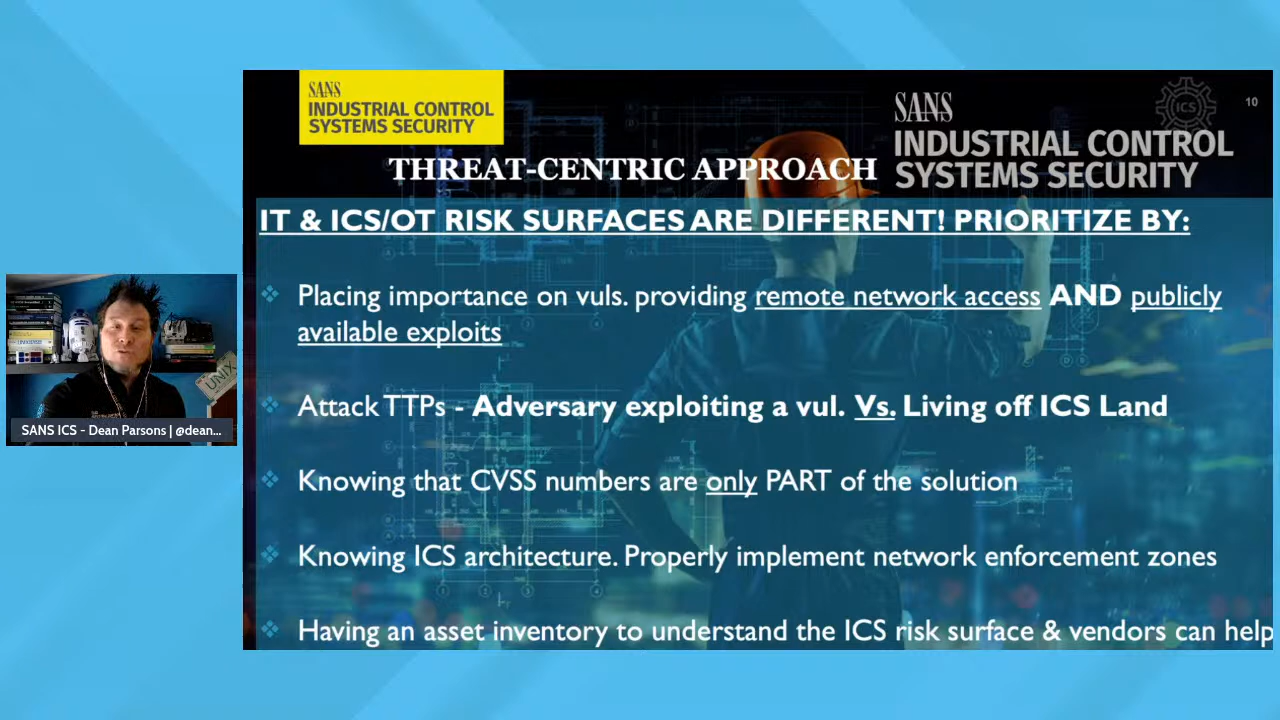 SANS
INDUSTRIAL CONTROL
SYSTEMS SECURITY
SANS
ICS
10
INDUSTRIAL CONTROL
SYSTEMS SECURITY
THREAT-CENTRIC APPROACH
IT & ICS/OT RISK SURFACES ARE DIFFERENT! PRIORITIZE BY:
❖ Placing importance on vuls. providing remote network access AND publicly
available exploits
❖ Attack TTPs - Adversary exploiting a vul. Vs. Living off ICS Land
❖ Knowing that CVSS numbers are only PART of the solution
❖ Knowing ICS architecture. Properly implement network enforcement zones
❖ Having an asset inventory to understand the ICS risk surface & vendors can help
UNIX
SANS ICS - Dean Parsons | @dean...